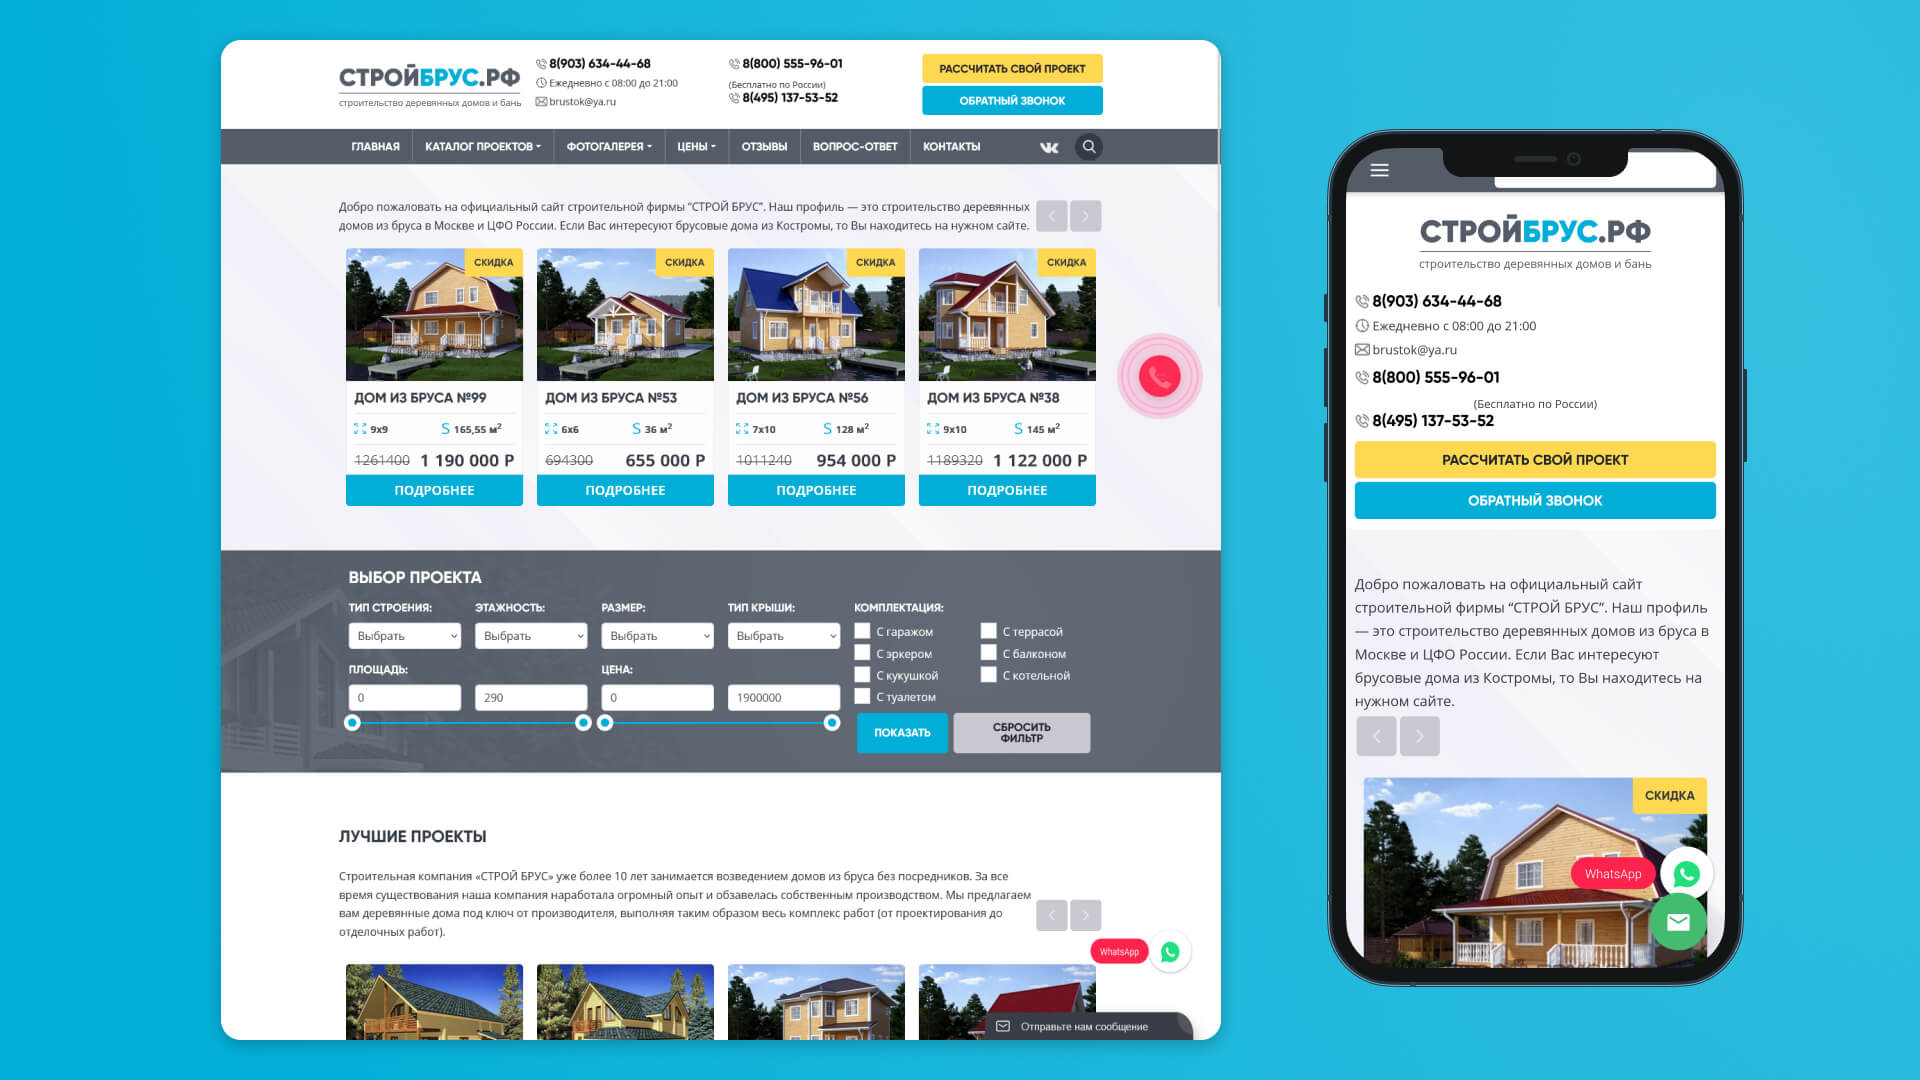 СТРОЙБРУС.РФ
строительство деревянных домов и бань
8(903) 634-44-68
Ежедневно с 08:00 до 21:00
brustok@ya.ru
8(800) 555-96-01
(Бесплатно по России)
8(495) 137-53-52
РАССЧИТАТЬ СВОЙ ПРОЕКТ
ОБРАТНЫЙ ЗВОНОК
ГЛАВНАЯ КАТАЛОГ ПРОЕКТОВ ФОТОГАЛЕРЕЯ ЦЕНЫ ОТЗЫВЫ ВОПРОС-ОТВЕТ КОНТАКТЫ
Добро пожаловать на официальный сайт строительной фирмы “СТРОЙ БРУС”. Наш профиль — это строительство деревянных
домов из бруса в Москве и ЦФО России. Если Вас интересуют брусовые дома из Костромы, то Вы находитесь на нужном сайте.
СКИДКА СКИДКА СКИДКА СКИДКА
ДОМ ИЗ БРУСА №99 ДОМ ИЗ БРУСА №53 ДОМ ИЗ БРУСА №56 ДОМ ИЗ БРУСА №38
9x9 S 165,55 м² 6x6 S 36 м² 7x10 S 128 м² 9x10 S 145 м²
1261400 1 190 000 Р 694300 655 000 Р 1011240 954 000 Р 1189320 1 122 000 Р
ПОДРОБНЕЕ ПОДРОБНЕЕ ПОДРОБНЕЕ ПОДРОБНЕЕ
ВЫБОР ПРОЕКТА
ТИП СТРОЕНИЯ: ЭТАЖНОСТЬ: РАЗМЕР: ТИП КРЫШИ: КОМПЛЕКТАЦИЯ:
Выбрать Выбрать Выбрать Выбрать
С гаражом С террасой
С эркером С балконом
С кукушкой С котельной
С туалетом
ПЛОЩАДЬ: ЦЕНА:
0 290 0 1900000
ПОКАЗАТЬ
СБРОСИТЬ
ФИЛЬТР
ЛУЧШИЕ ПРОЕКТЫ
Строительная компания «СТРОЙ БРУС» уже более 10 лет занимается возведением домов из бруса без посредников. За все
время существования наша компания наработала огромный опыт и обзавелась собственным производством. Мы предлагаем
вам деревянные дома под ключ от производителя, выполняя таким образом весь комплекс работ (от проектирования до
отделочных работ).
WhatsApp
Отправьте нам сообщение
СТРОЙБРУС.РФ
строительство деревянных домов и бань
8(903) 634-44-68
Ежедневно с 08:00 до 21:00
brustok@ya.ru
8(800) 555-96-01
(Бесплатно по России)
8(495) 137-53-52
РАССЧИТАТЬ СВОЙ ПРОЕКТ
ОБРАТНЫЙ ЗВОНОК
Добро пожаловать на официальный сайт
строительной фирмы “СТРОЙ БРУС”. Наш профиль
— это строительство деревянных домов из бруса в
Москве и ЦФО России. Если Вас интересуют
брусовые дома из Костромы, то Вы находитесь на
нужном сайте.
СКИДКА
WhatsApp